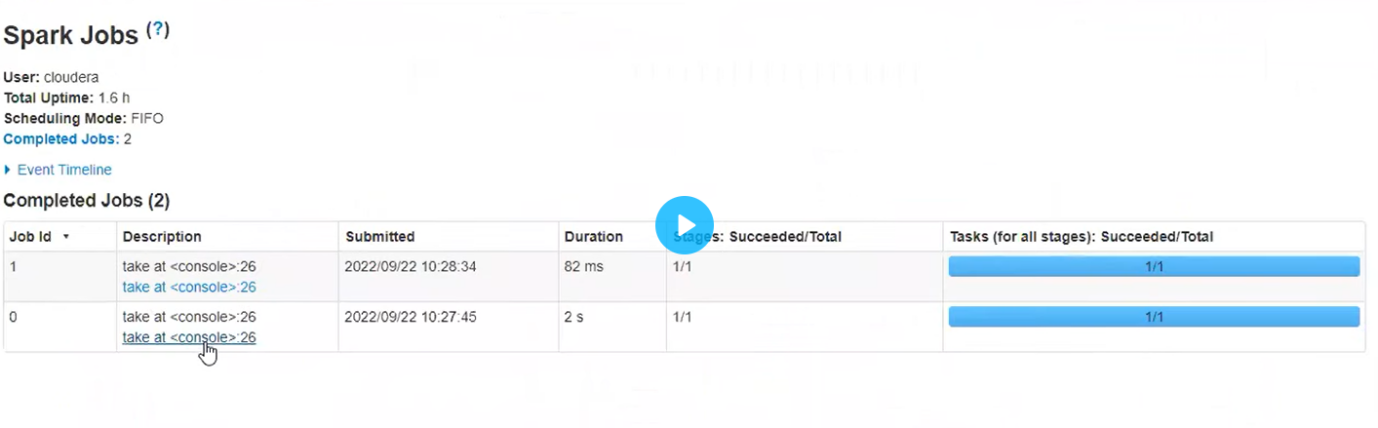 Spark Jobs (?)
User: cloudera
Total Uptime: 1.6 h
Scheduling Mode: FIFO
Completed Jobs: 2
Event Timeline
Completed Jobs (2)
Job Id Description Submitted Duration Stages: Succeeded/Total Tasks (for all stages): Succeeded/Total
1 take at <console>:26 2022/09/22 10:28:34 82 ms 1/1 1/1
take at <console>:26
0 take at <console>:26 2022/09/22 10:27:45 2 s 1/1 1/1
take at <console>:26